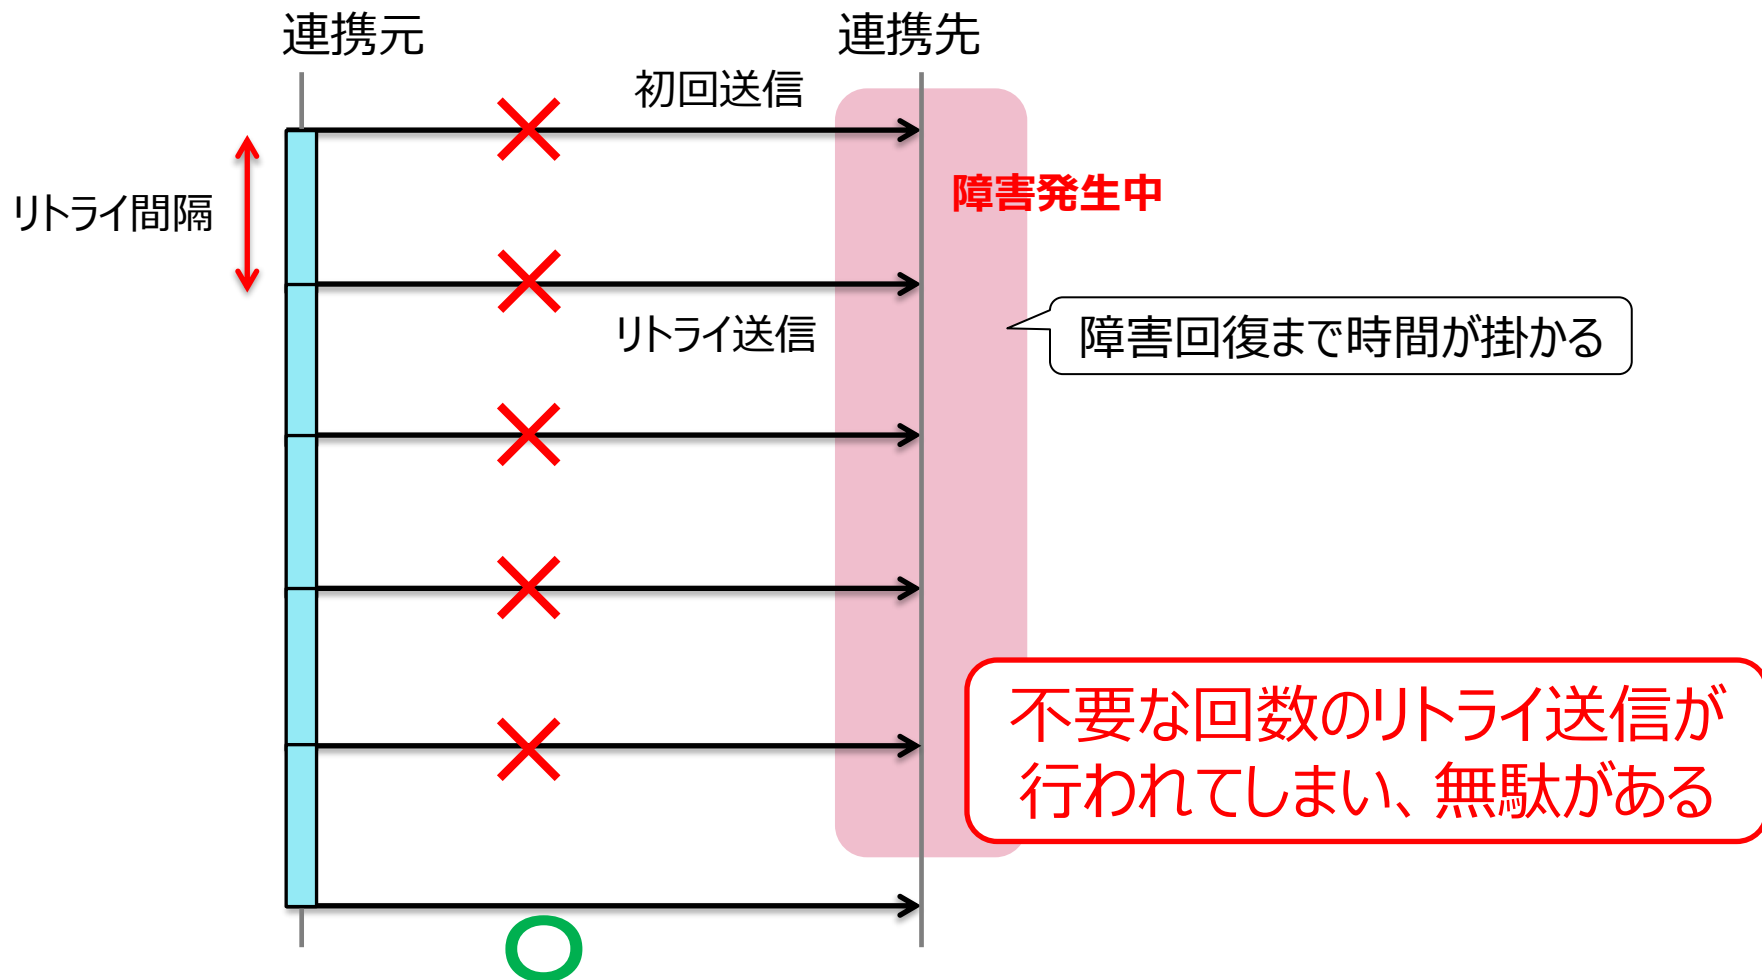 連携元
連携先
初回送信
障害発生中
リトライ間隔
リトライ送信
障害回復まで時間が掛かる
不要な回数のリトライ送信が
行われてしまい、無駄がある